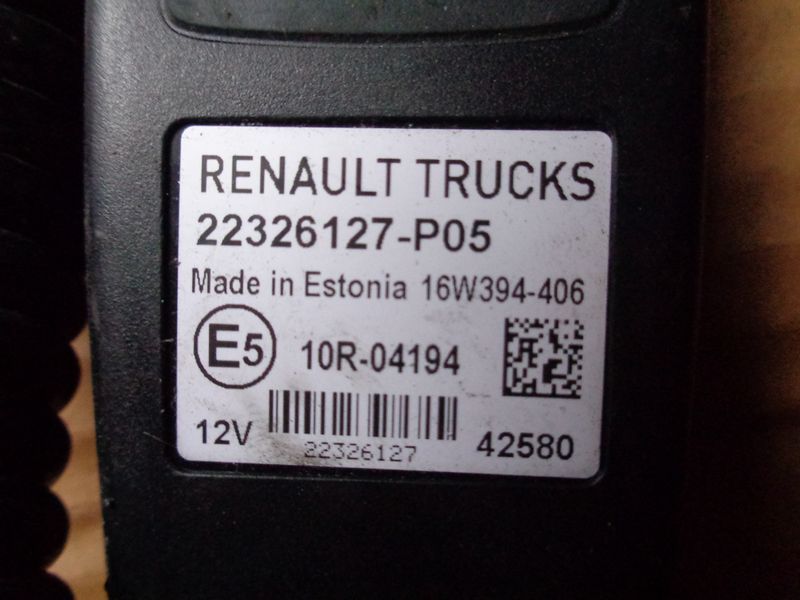 RENAULT TRUCKS
22326127-P05
Made in Estonia 16W394-406
E5 10R-04194
12V 22326127 42580